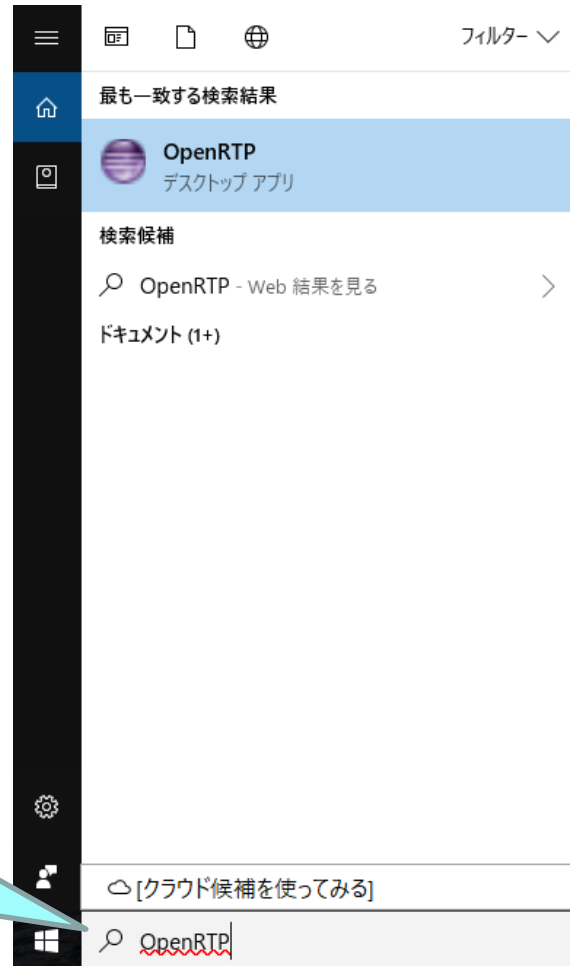 フィルター
最も一致する検索結果
OpenRTP
デスクトップ アプリ
検索候補
OpenRTP - Web 結果を見る
ドキュメント (1+)
[クラウド候補を使ってみる]
OpenRTP